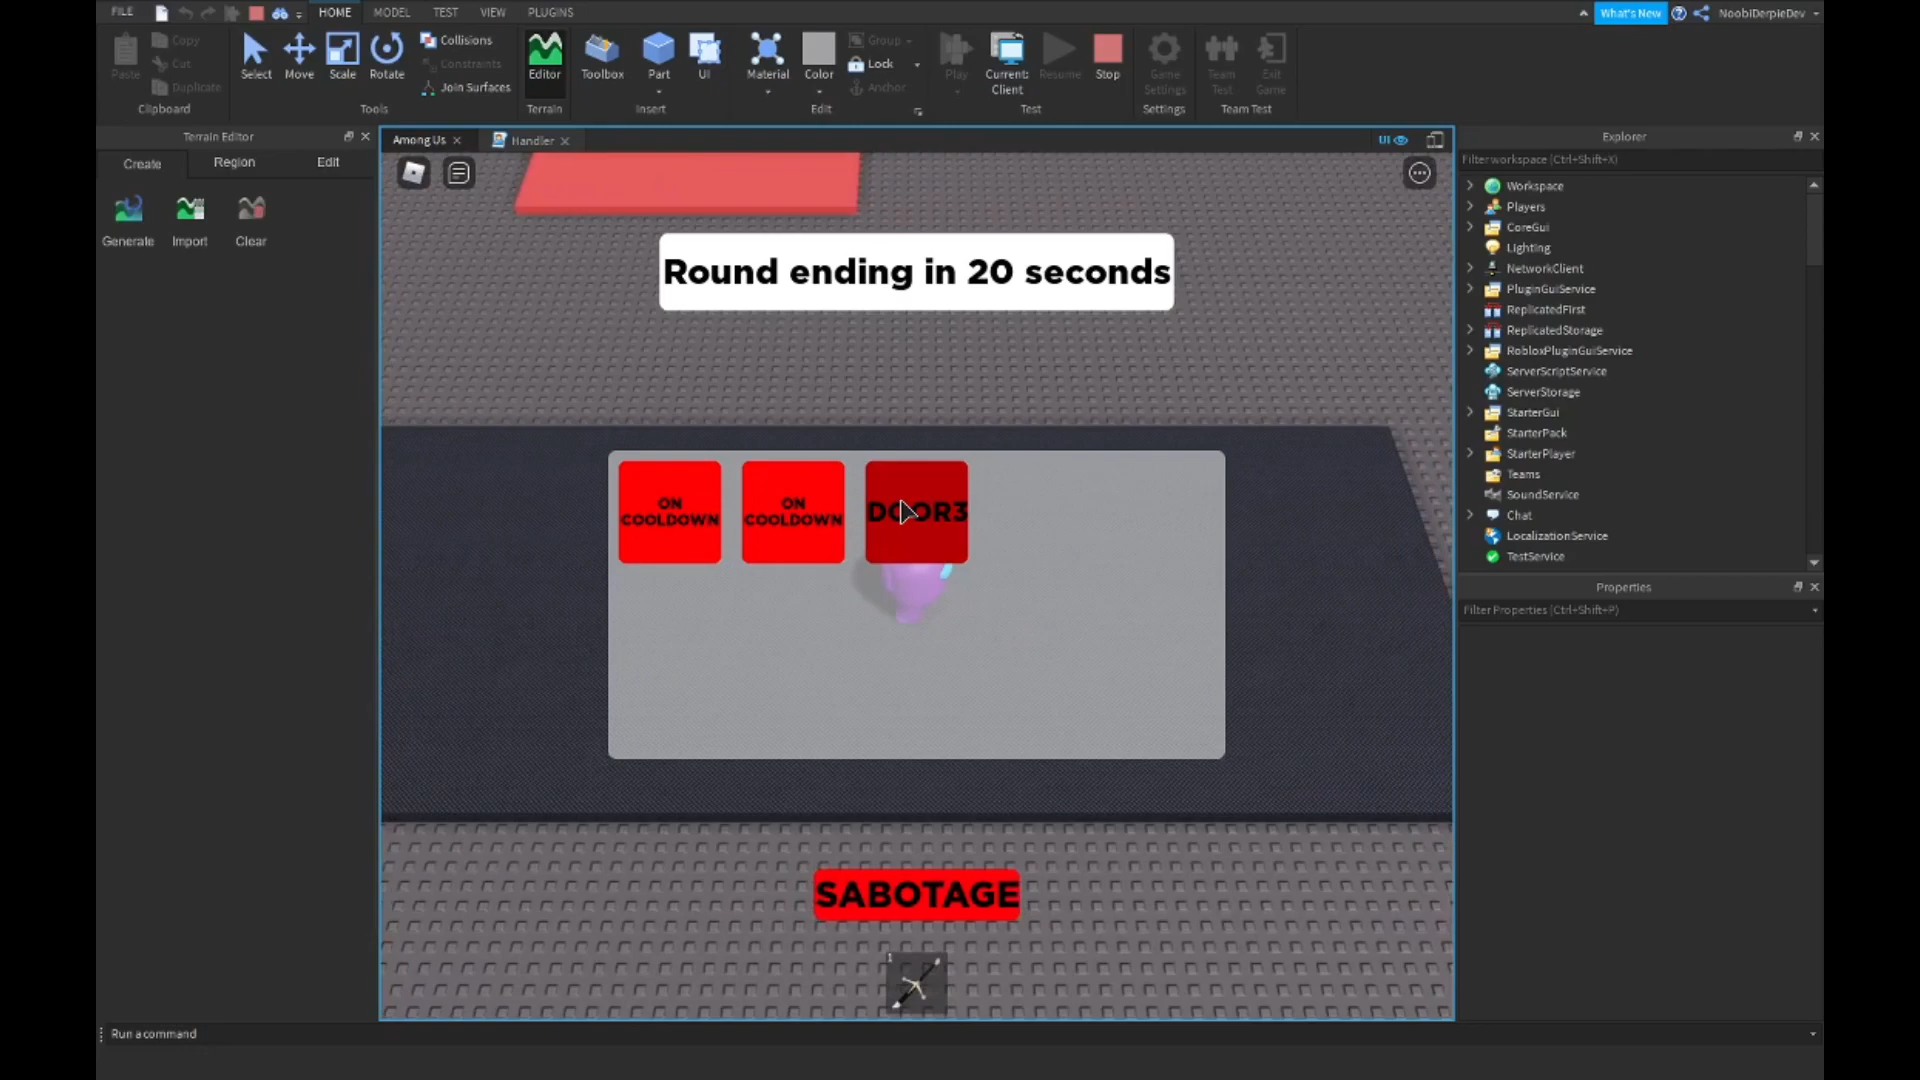 FILE HOME MODEL TEST VIEW PLUGINS What's New NoobiDerpieDev
Paste Copy Cut Duplicate Clipboard
Select Move Scale Rotate Collisions Constraints Join Surfaces Tools
Editor Terrain
Toolbox Part UI Insert
Material Color Group Lock Anchor Edit
Play Current: Client Resume Stop Test
Game Settings Settings
Team Test Exit Game Team Test
Terrain Editor
Create Region Edit
Generate Import Clear
Among Us Handler UI
Round ending in 20 seconds
ON COOLDOWN
ON COOLDOWN
DOOR3
SABOTAGE
1
Explorer
Filter workspace (Ctrl+Shift+X)
Workspace
Players
CoreGui
Lighting
NetworkClient
PluginGuiService
ReplicatedFirst
ReplicatedStorage
RobloxPluginGuiService
ServerScriptService
ServerStorage
StarterGui
StarterPack
StarterPlayer
Teams
SoundService
Chat
LocalizationService
TestService
Properties
Filter Properties (Ctrl+Shift+P)
Run a command